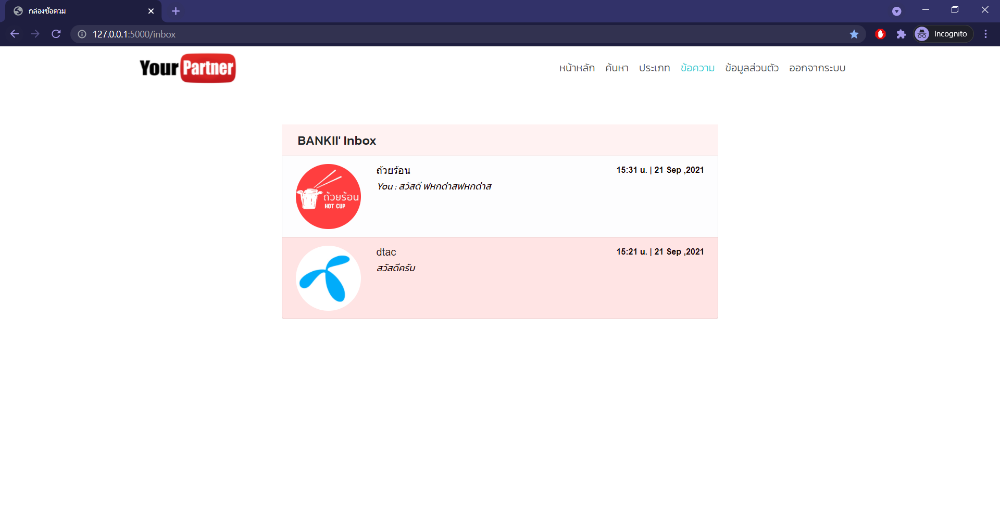 กล่องข้อควม
127.0.0.1:5000/inbox
Incognito
Your Partner
หน้าหลัก ค้นหา ประเภท ข้อความ ข้อมูลส่วนตัว ออกจากระบบ
BANKII' Inbox
ถ้วยร้อน 15:31 น. | 21 Sep ,2021
You : สวัสดี ฟหกด่าสฟหกด่าส
ถ้วยร้อน
HOT CUP
dtac 15:21 น. | 21 Sep ,2021
สวัสดีครับ